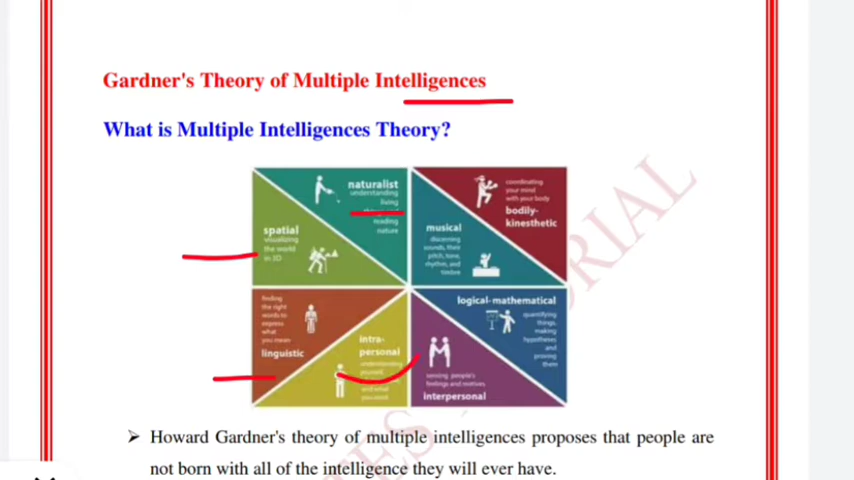 Gardner's Theory of Multiple Intelligences
What is Multiple Intelligences Theory?
naturalist
understanding
living
reading
nature
spatial
visualizing
the world
in 3D
coordinating
your mind
with your body
bodily-
kinesthetic
musical
discerning
sounds, their
pitch, tone,
rhythm, and
timbre
finding
the right
words to
express
what
you mean
linguistic
intra-
personal
understanding
yourself,
logical-mathematical
quantifying
things,
making
hypotheses
and
proving
them
sensing people's
feelings and motives
interpersonal
➢ Howard Gardner's theory of multiple intelligences proposes that people are
not born with all of the intelligence they will ever have.